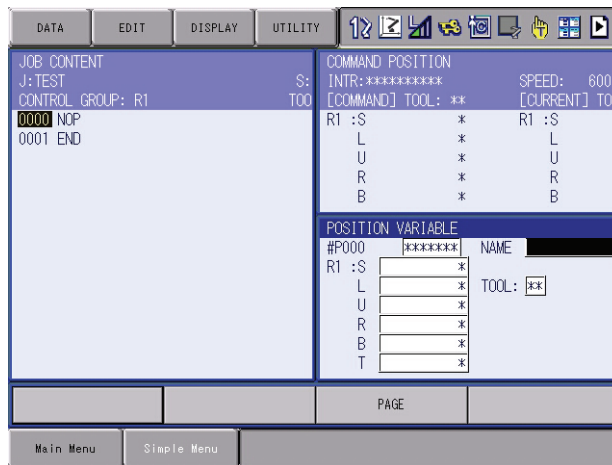 DATA EDIT DISPLAY UTILITY
JOB CONTENT
J:TEST S:
CONTROL GROUP: R1 TOO
0000 NOP
0001 END
COMMAND POSITION
INTR:********** SPEED: 600
[COMMAND] TOOL: ** [CURRENT] TO
R1 :S * R1 :S
L * L
U * U
R * R
B * B
POSITION VARIABLE
#P000 ******* NAME
R1 :S *
L * TOOL: **
U *
R *
B *
T *
PAGE
Main Menu Simple Menu